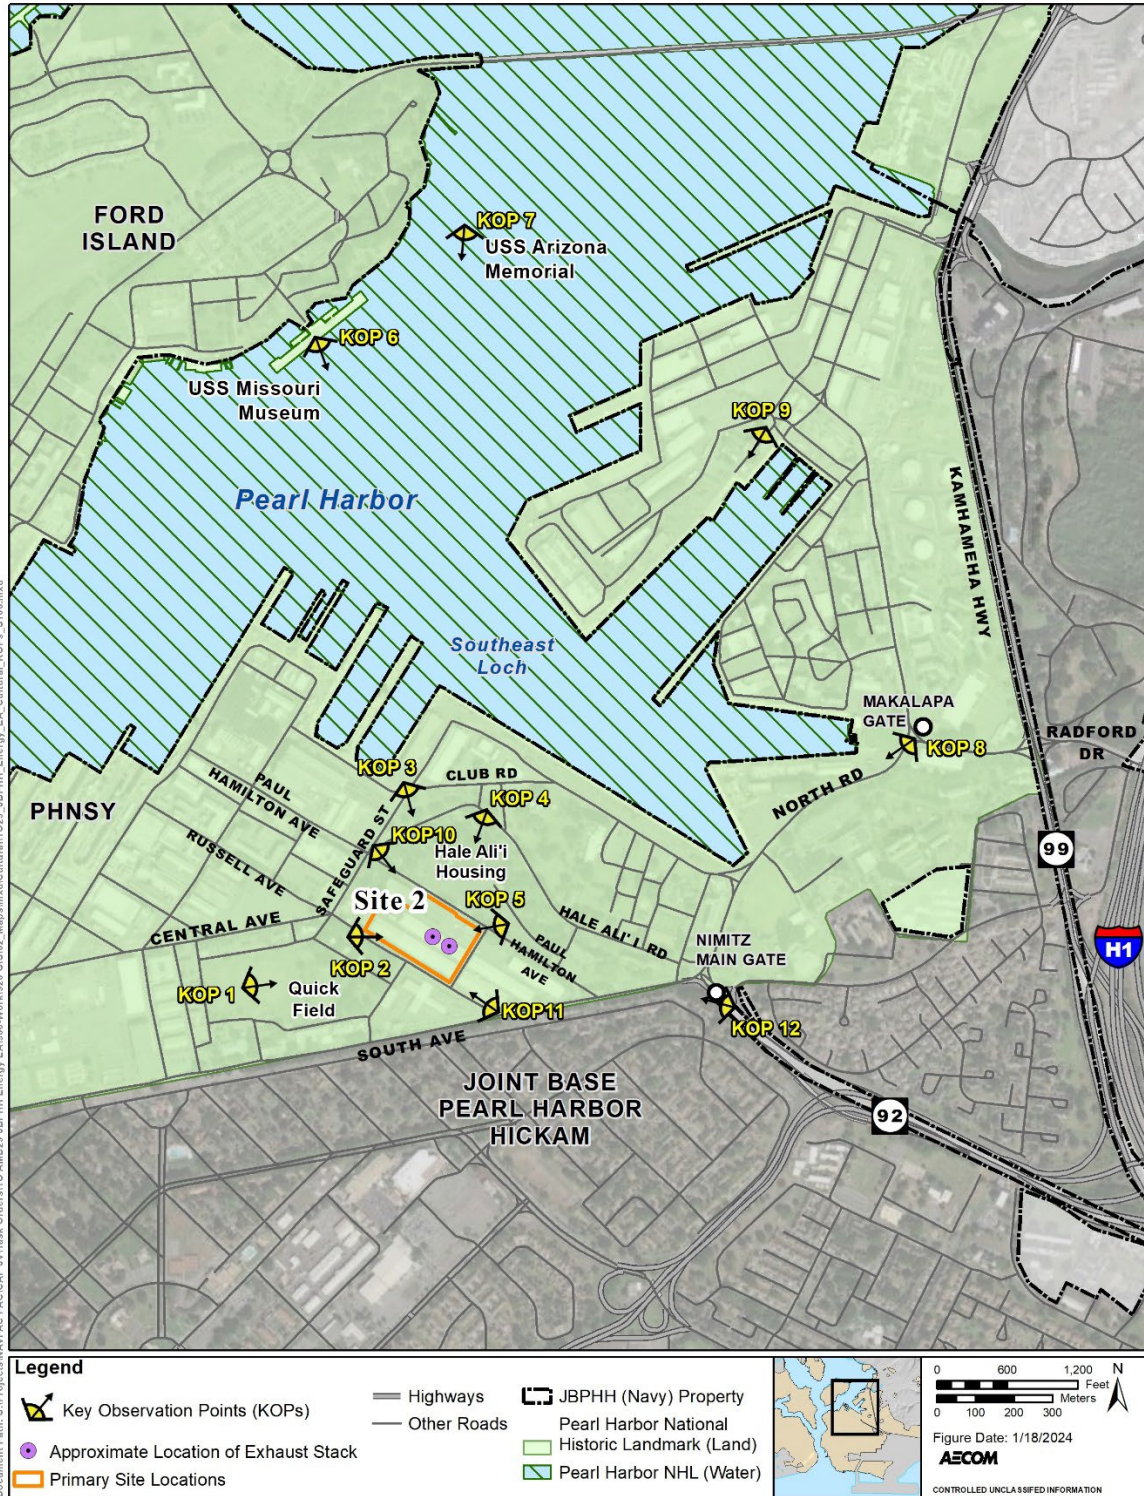 FORD
ISLAND
KOP 7
USS Arizona
Memorial
KOP 6
USS Missouri
Museum
KOP 9
Pearl Harbor
KAMHAMEHA HWY
Southeast
Loch
MAKALAPA
GATE
KOP 8
RADFORD
DR
NORTH RD
KOP 3
CLUB RD
PAUL
HAMILTON AVE
PHNSY
KOP 4
SAFEGUARD ST
KOP10
Hale Ali'i
Housing
RUSSELL AVE
99
Site 2
KOP 5
CENTRAL AVE
HALE ALI' I RD
PAUL
HAMILTON
AVE
H1
NIMITZ
MAIN GATE
KOP 2
KOP 1
Quick
Field
KOP11
KOP 12
SOUTH AVE
JOINT BASE
PEARL HARBOR
HICKAM
92
Legend
Key Observation Points (KOPs)
Approximate Location of Exhaust Stack
Primary Site Locations
Highways
Other Roads
JBPHH (Navy) Property
Pearl Harbor National
Historic Landmark (Land)
Pearl Harbor NHL (Water)
0 600 1,200
Feet
Meters
0 100 200 300
N
Figure Date: 1/18/2024
AECOM
CONTROLLED UNCLASSIFED INFORMATION